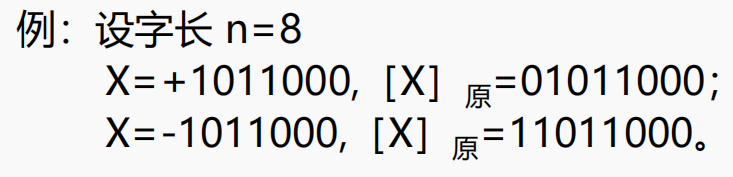 例：设字长 n=8
X=+1011000, [X] 原=01011000；
X=-1011000, [X] 原=11011000。